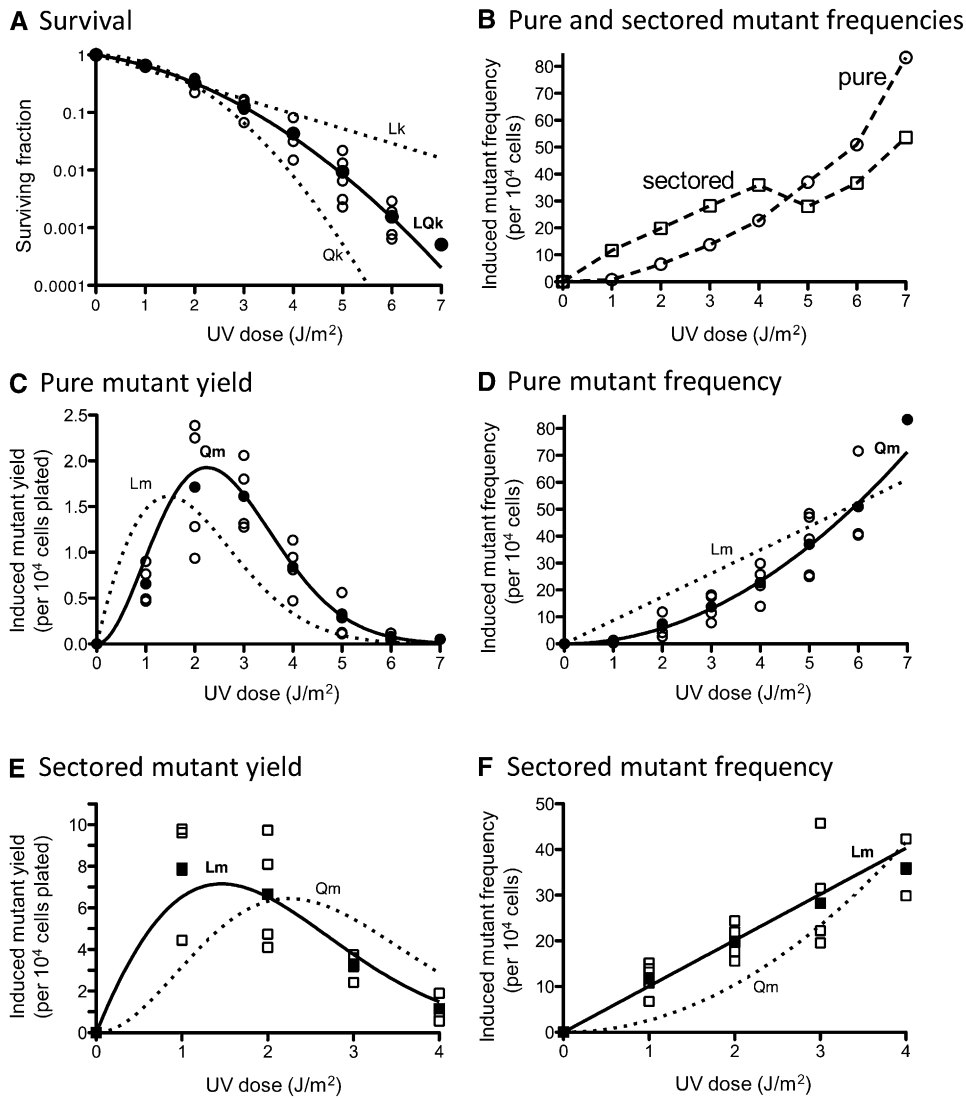 A Survival
Surviving fraction
1
0.1
0.01
0.001
0.0001
Lk
LQk
Qk
0 1 2 3 4 5 6 7
UV dose (J/m²)
B Pure and sectored mutant frequencies
Induced mutant frequency
(per 10⁴ cells)
80
70
60
50
40
30
20
10
0
pure
sectored
0 1 2 3 4 5 6 7
UV dose (J/m²)
C Pure mutant yield
Induced mutant yield
(per 10⁴ cells plated)
2.5
2.0
1.5
1.0
0.5
0.0
Qm
Lm
0 1 2 3 4 5 6 7
UV dose (J/m²)
D Pure mutant frequency
Induced mutant frequency
(per 10⁴ cells)
80
70
60
50
40
30
20
10
0
Qm
Lm
0 1 2 3 4 5 6 7
UV dose (J/m²)
E Sectored mutant yield
Induced mutant yield
(per 10⁴ cells plated)
10
8
6
4
2
0
Lm
Qm
0 1 2 3 4
UV dose (J/m²)
F Sectored mutant frequency
Induced mutant frequency
(per 10⁴ cells)
50
40
30
20
10
0
Lm
Qm
0 1 2 3 4
UV dose (J/m²)